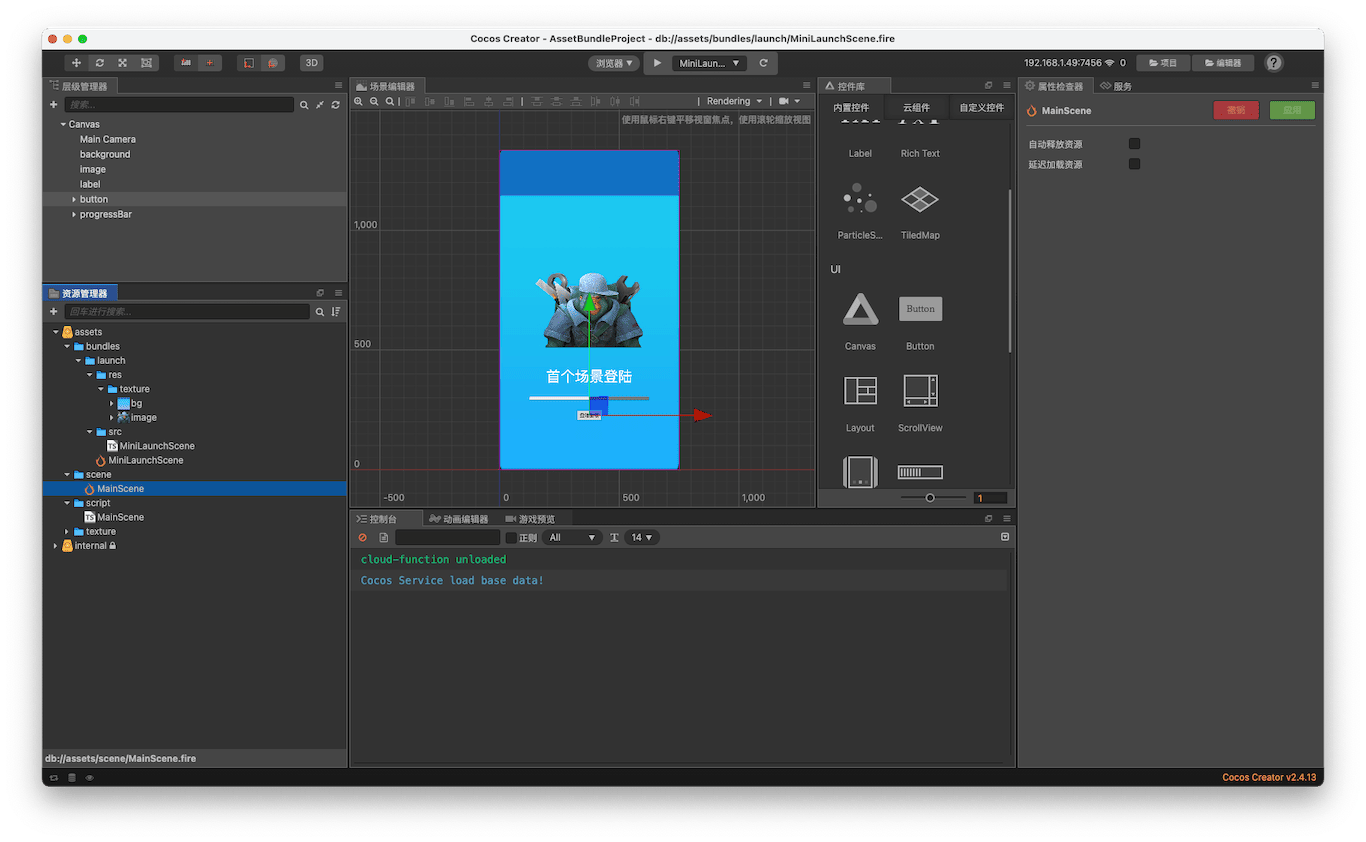 Cocos Creator - AssetBundleProject - db://assets/bundles/launch/MiniLaunchScene.fire
3D
浏览器
MiniLaun...
192.168.1.49:7456
0
项目
编辑器
层级管理器
搜索...
Canvas
Main Camera
background
image
label
button
progressBar
资源管理器
回车进行搜索...
assets
bundles
launch
res
texture
bg
image
src
TS MiniLaunchScene
MiniLaunchScene
scene
MainScene
script
TS MainScene
texture
internal
db://assets/scene/MainScene.fire
场景编辑器
Rendering
使用鼠标右键平移视窗焦点，使用滚轮缩放视图
1,000
500
0
-500
0
500
1,000
首个场景登陆
控制台
动画编辑器
游戏预览
正则
All
14
cloud-function unloaded
Cocos Service load base data!
控件库
内置控件
云组件
自定义控件
Label
Rich Text
ParticleS...
TiledMap
UI
Button
Canvas
Button
Layout
ScrollView
1
属性检查器
服务
MainScene
撤销
应用
自动释放资源
延迟加载资源
Cocos Creator v2.4.13